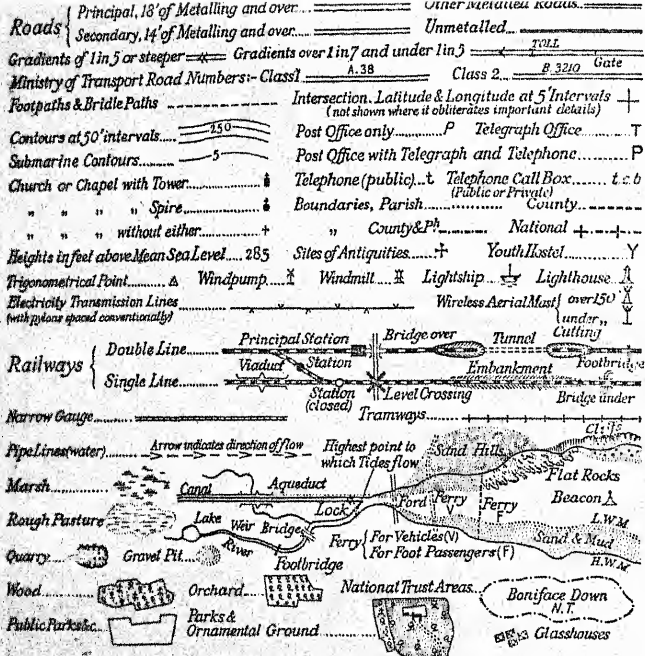 Roads { Principal, 18' of Metalling and over.... Other Metalled Roads..
Secondary, 14' of Metalling and over..... Unmetalled....
Gradients of 1 in 5 or steeper Gradients over 1 in 7 and under 1 in 5 TOLL Gate
Ministry of Transport Road Numbers:- Class 1 A.38 Class 2 B.3210
Footpaths & Bridle Paths Intersection. Latitude & Longitude at 5' Intervals
(not shown where it obliterates important details)
Contours at 50' intervals 250 Post Office only P Telegraph Office T
Submarine Contours 5 Post Office with Telegraph and Telephone P
Church or Chapel with Tower Telephone (public) t Telephone Call Box t.c.b
(Public or Private)
" " " " Spire Boundaries, Parish County
" " " without either " County & Ph National
Heights in feet above Mean Sea Level 285 Sites of Antiquities Youth Hostel Y
Trigonometrical Point Windpump Windmill Lightship Lighthouse
Electricity Transmission Lines Wireless Aerial Mast { over 150'
(with pylons spaced conventionally) under "
Railways { Double Line Principal Station Bridge over Tunnel Cutting
Viaduct Station Embankment Footbridge
Single Line Station (closed) Level Crossing Bridge under
Narrow Gauge Tramways
Pipe Lines (water) Arrow indicates direction of flow Highest point to which Tides flow Sand Hills Cliffs
Flat Rocks
Marsh Canal Aqueduct Lock Ford Ferry V Ferry F Beacon
Rough Pasture Lake Weir Bridge River L.W.M.
Sand & Mud
Quarry Gravel Pit Footbridge Ferry { For Vehicles (V) H.W.M.
For Foot Passengers (F)
Wood Orchard National Trust Areas Boniface Down
N.T.
Public Parks &c. Parks &
Ornamental Ground Glasshouses